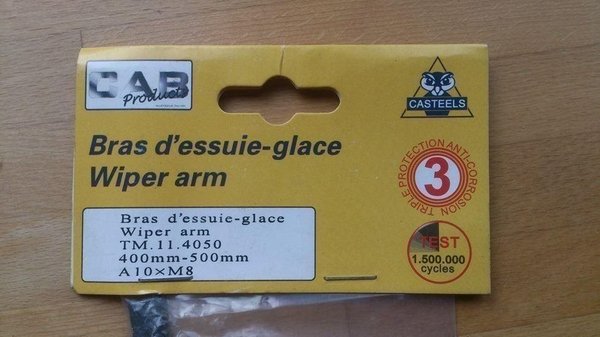 CAR
Products
CASTEELS
Bras d'essuie-glace
Wiper arm
TRIPLE PROTECTION ANTI-CORROSION
3
Bras d'essuie-glace
Wiper arm
TM.11.4050
400mm-500mm
A10×M8
TEST
1.500.000
cycles